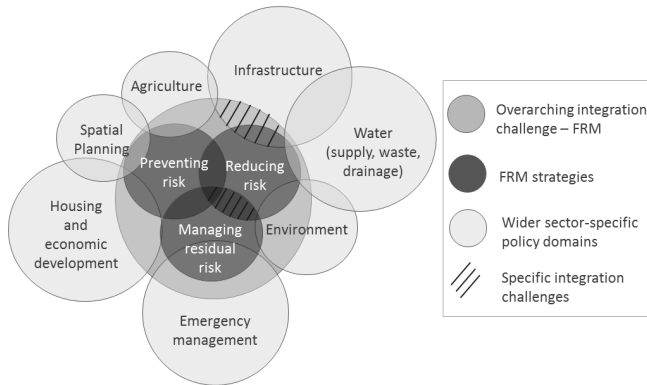 Infrastructure
Agriculture
Spatial
Planning
Water
(supply, waste,
drainage)
Preventing
risk
Reducing
risk
Housing
and
economic
development
Managing
residual
risk
Environment
Emergency
management
Overarching integration
challenge – FRM
FRM strategies
Wider sector-specific
policy domains
Specific integration
challenges